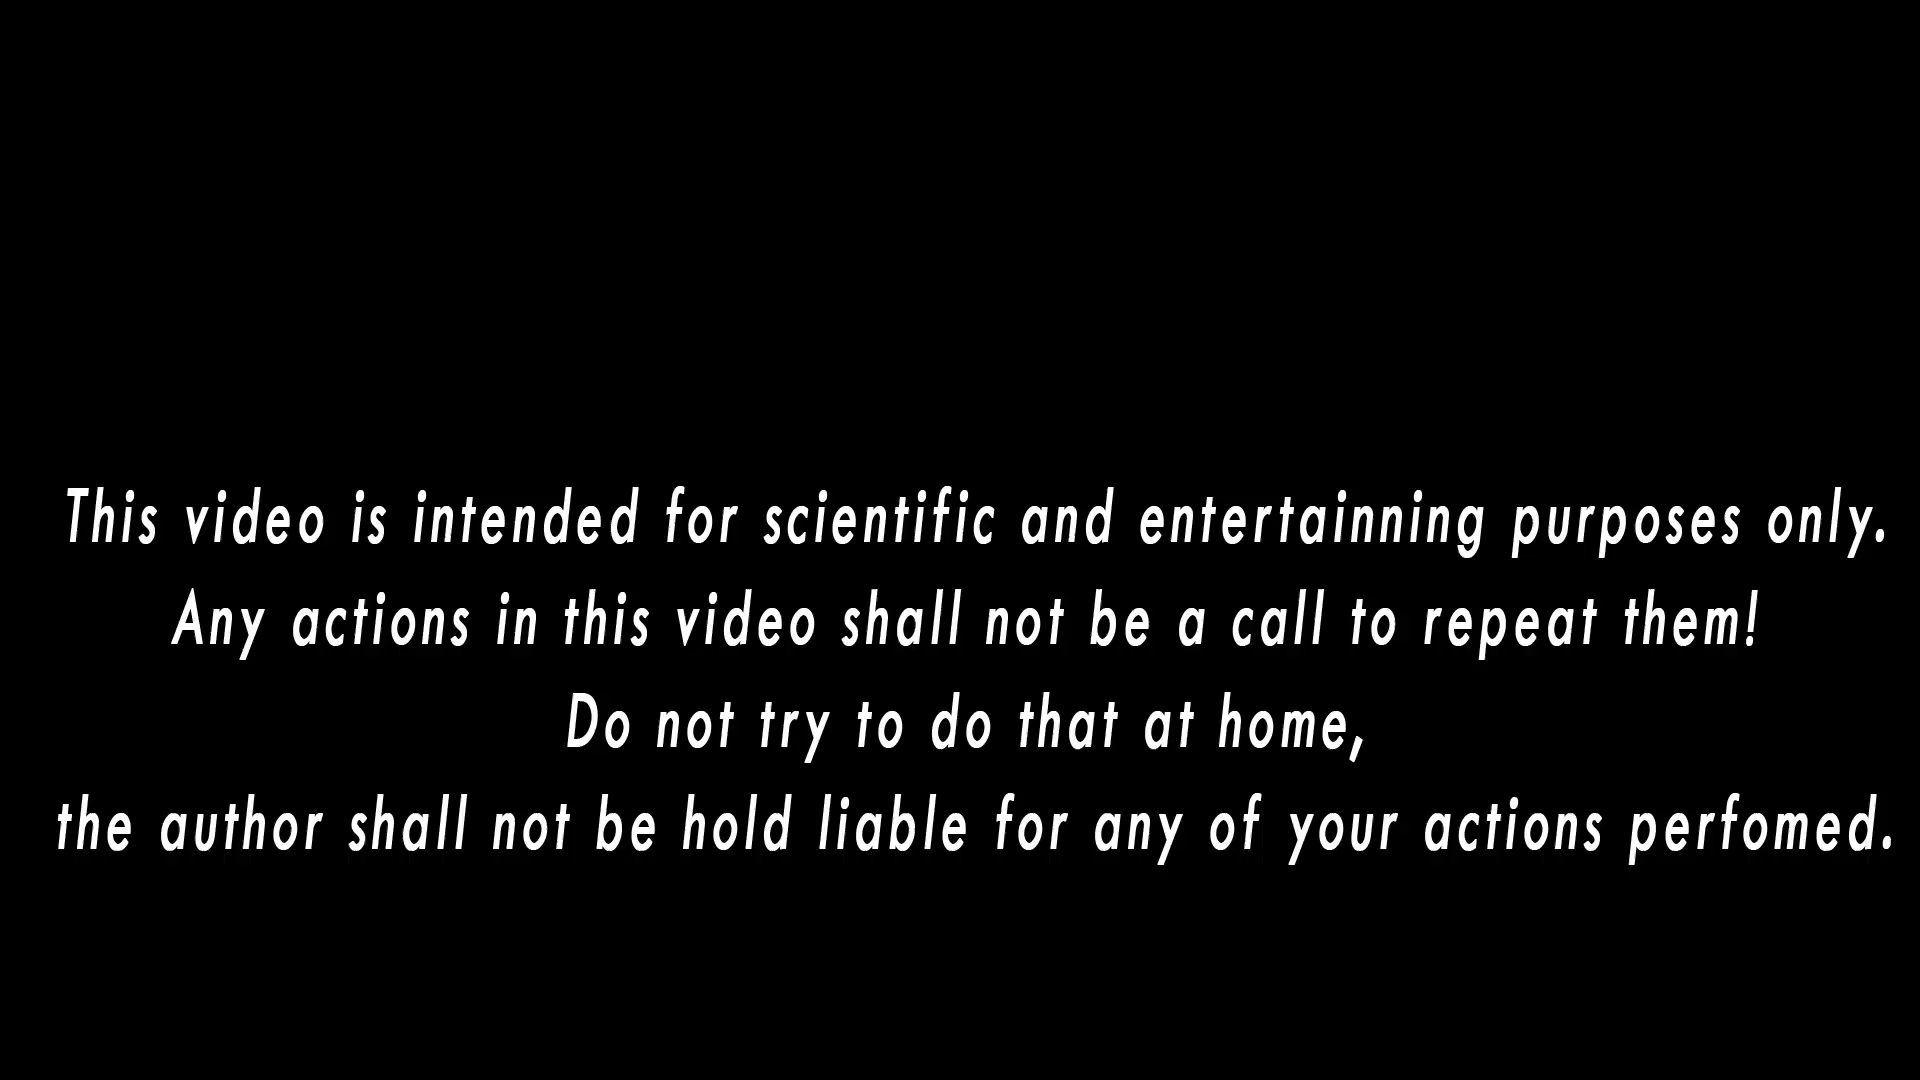 This video is intended for scientific and entertainning purposes only.
Any actions in this video shall not be a call to repeat them!
Do not try to do that at home,
the author shall not be hold liable for any of your actions perfomed.